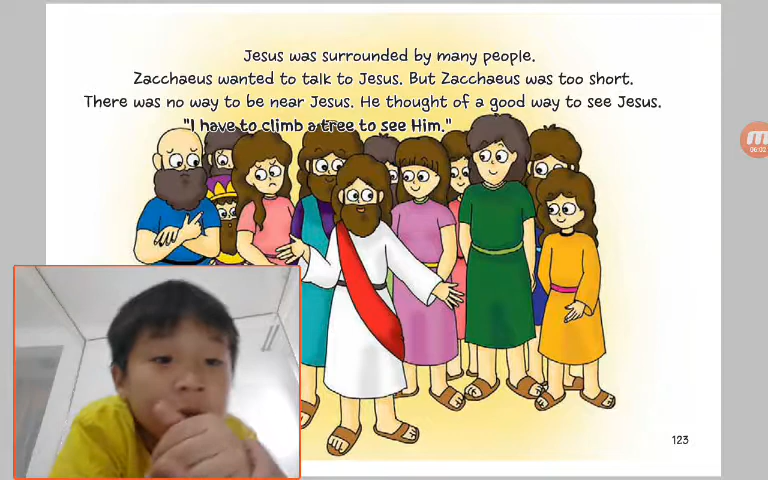 Jesus was surrounded by many people.
Zacchaeus wanted to talk to Jesus. But Zacchaeus was too short.
There was no way to be near Jesus. He thought of a good way to see Jesus.
"I have to climb a tree to see Him."
06:02
123